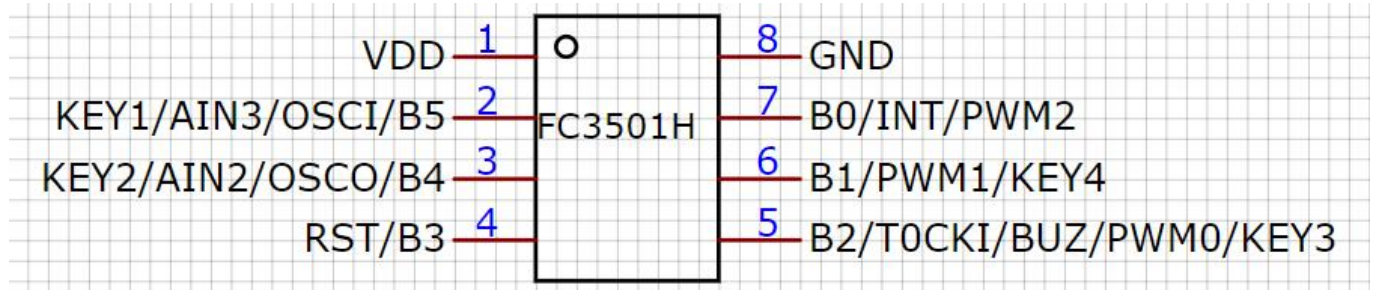 VDD 1 8 GND
KEY1/AIN3/OSCI/B5 2 7 B0/INT/PWM2
FC3501H
KEY2/AIN2/OSCO/B4 3 6 B1/PWM1/KEY4
RST/B3 4 5 B2/T0CKI/BUZ/PWM0/KEY3